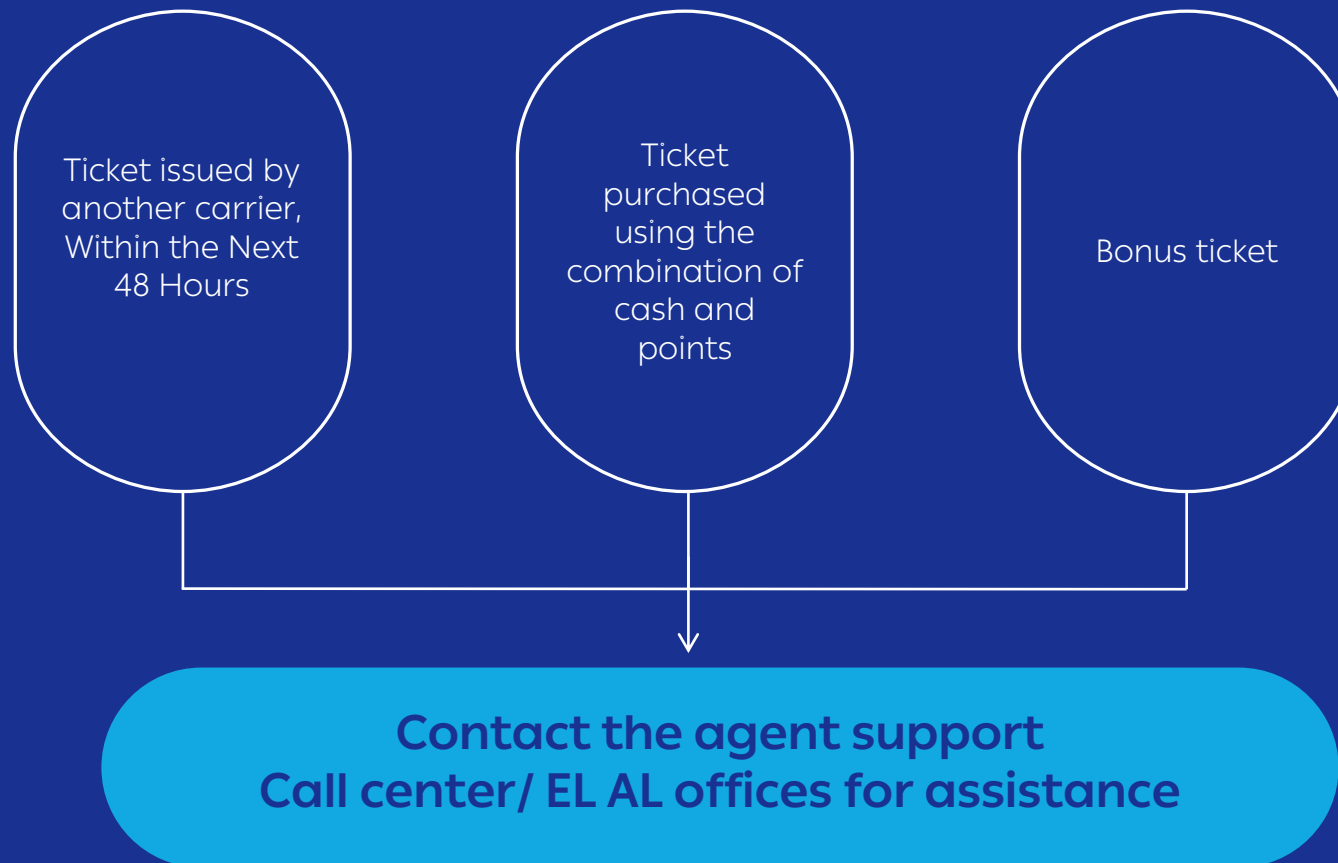 Ticket issued by
another carrier,
Within the Next
48 Hours
Ticket
purchased
using the
combination of
cash and
points
Bonus ticket
Contact the agent support
Call center/ EL AL offices for assistance